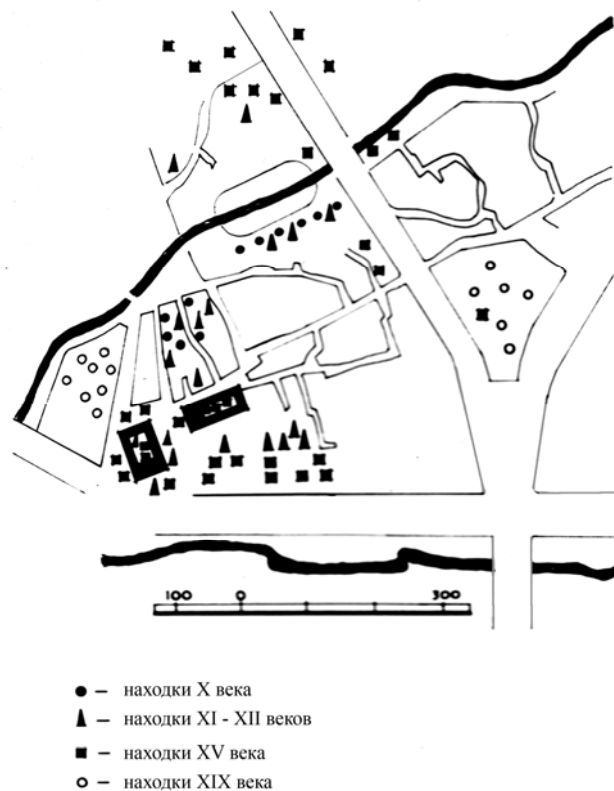 100 0 300
– находки X века
– находки XI - XII веков
– находки XV века
– находки XIX века